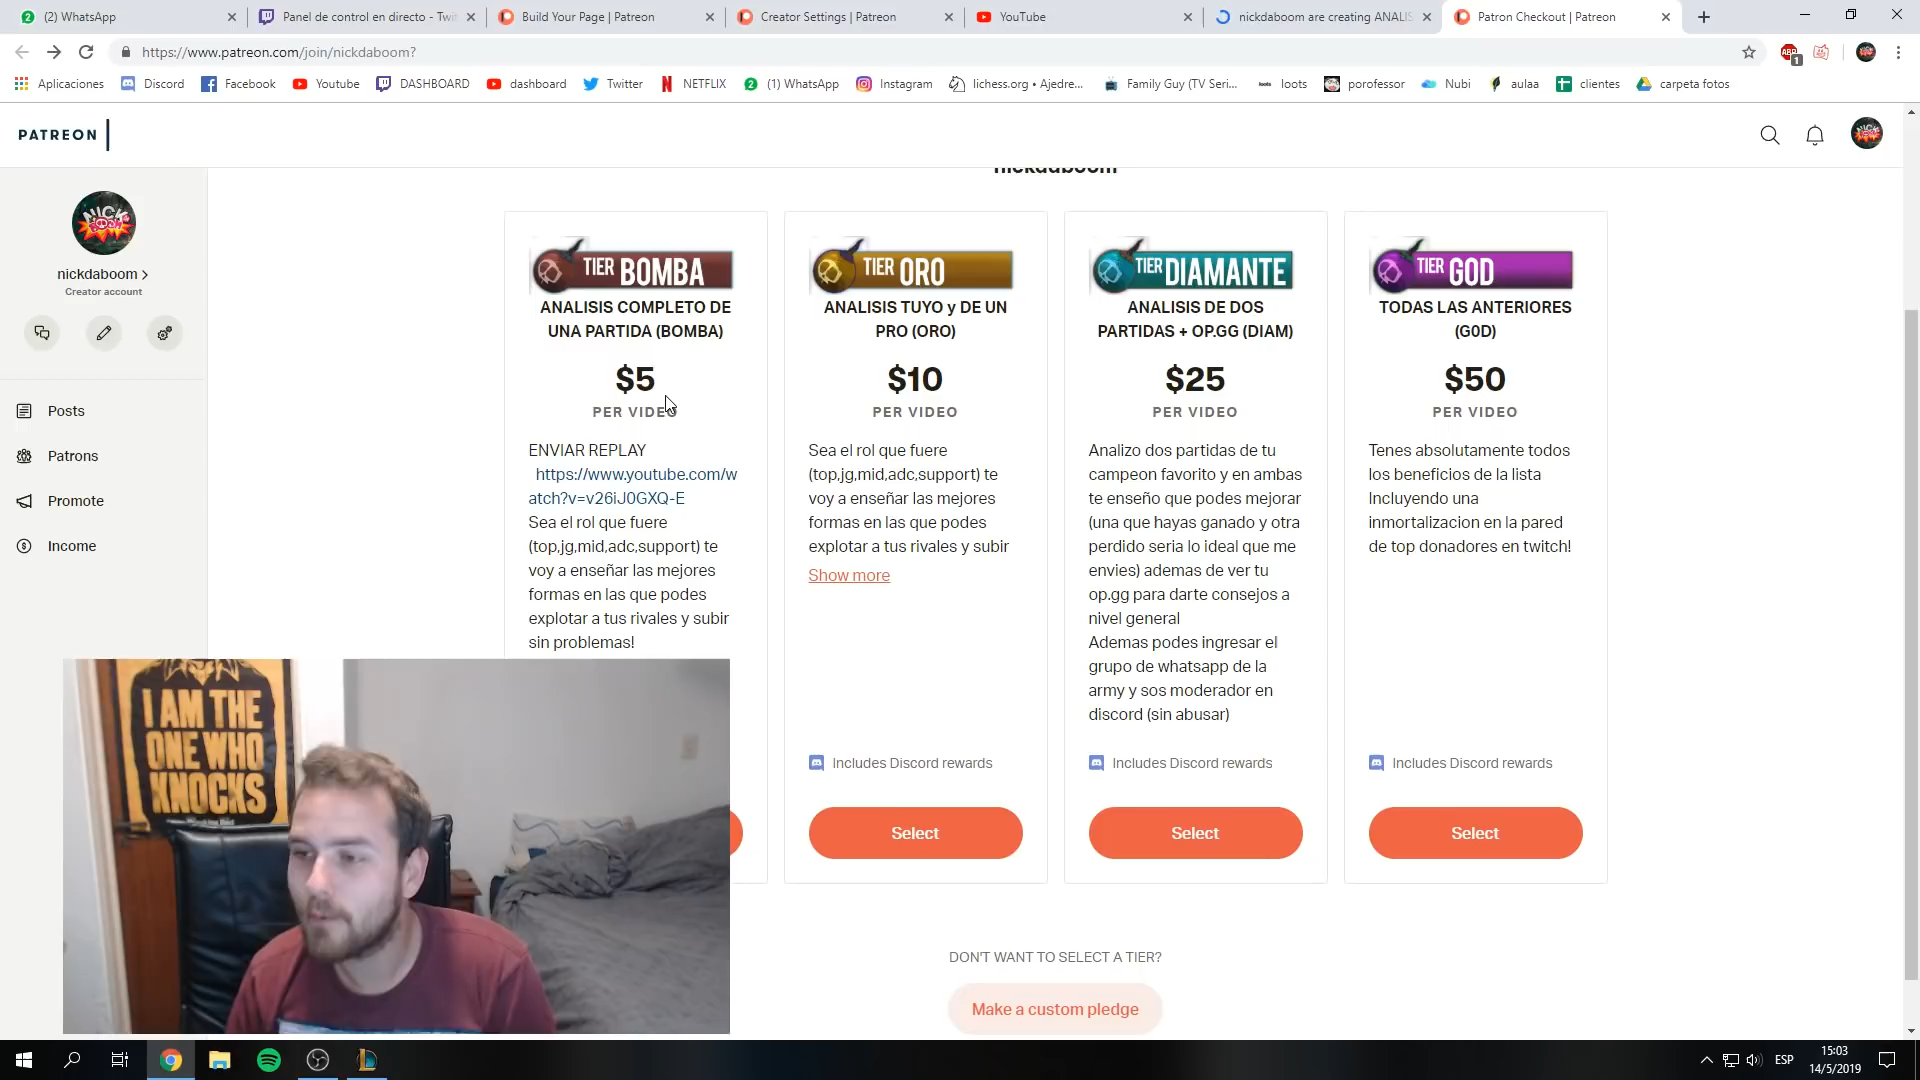 (2) WhatsApp
Panel de control en directo - Twit
Build Your Page | Patreon
Creator Settings | Patreon
YouTube
nickdaboom are creating ANALIS
Patron Checkout | Patreon
https://www.patreon.com/join/nickdaboom?
ABP
1
Aplicaciones
Discord
Facebook
Youtube
DASHBOARD
dashboard
Twitter
NETFLIX
(1) WhatsApp
Instagram
lichess.org • Ajedre...
Family Guy (TV Seri...
loots
porofessor
Nubi
aulaa
clientes
carpeta fotos
PATREON
nickdaboom
nickdaboom
Creator account
Posts
Patrons
Promote
Income
TIER BOMBA
ANALISIS COMPLETO DE
UNA PARTIDA (BOMBA)
$5
PER VIDEO
ENVIAR REPLAY
https://www.youtube.com/w
atch?v=v26iJ0GXQ-E
Sea el rol que fuere
(top,jg,mid,adc,support) te
voy a enseñar las mejores
formas en las que podes
explotar a tus rivales y subir
sin problemas!
TIER ORO
ANALISIS TUYO y DE UN
PRO (ORO)
$10
PER VIDEO
Sea el rol que fuere
(top,jg,mid,adc,support) te
voy a enseñar las mejores
formas en las que podes
explotar a tus rivales y subir
Show more
Includes Discord rewards
Select
TIER DIAMANTE
ANALISIS DE DOS
PARTIDAS + OP.GG (DIAM)
$25
PER VIDEO
Analizo dos partidas de tu
campeon favorito y en ambas
te enseño que podes mejorar
(una que hayas ganado y otra
perdido seria lo ideal que me
envies) ademas de ver tu
op.gg para darte consejos a
nivel general
Ademas podes ingresar el
grupo de whatsapp de la
army y sos moderador en
discord (sin abusar)
Includes Discord rewards
Select
TIER GOD
TODAS LAS ANTERIORES
(G0D)
$50
PER VIDEO
Tenes absolutamente todos
los beneficios de la lista
Incluyendo una
inmortalizacion en la pared
de top donadores en twitch!
Includes Discord rewards
Select
DON'T WANT TO SELECT A TIER?
Make a custom pledge
I AM THE
ONE WHO
KNOCKS
ESP
15:03
14/5/2019